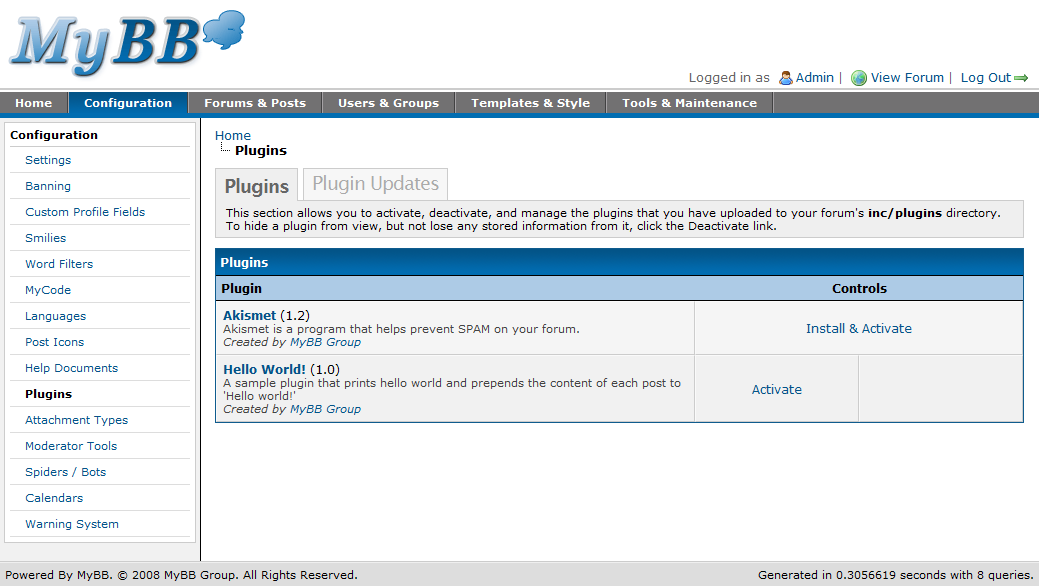 MyBB
Logged in as Admin | View Forum | Log Out
Home Configuration Forums & Posts Users & Groups Templates & Style Tools & Maintenance
Configuration
Settings
Banning
Custom Profile Fields
Smilies
Word Filters
MyCode
Languages
Post Icons
Help Documents
Plugins
Attachment Types
Moderator Tools
Spiders / Bots
Calendars
Warning System
Home
Plugins
Plugins Plugin Updates
This section allows you to activate, deactivate, and manage the plugins that you have uploaded to your forum's inc/plugins directory.
To hide a plugin from view, but not lose any stored information from it, click the Deactivate link.
Plugins
Plugin Controls
Akismet (1.2)
Akismet is a program that helps prevent SPAM on your forum.
Created by MyBB Group
Install & Activate
Hello World! (1.0)
A sample plugin that prints hello world and prepends the content of each post to
'Hello world!'
Created by MyBB Group
Activate
Powered By MyBB. © 2008 MyBB Group. All Rights Reserved.
Generated in 0.3056619 seconds with 8 queries.